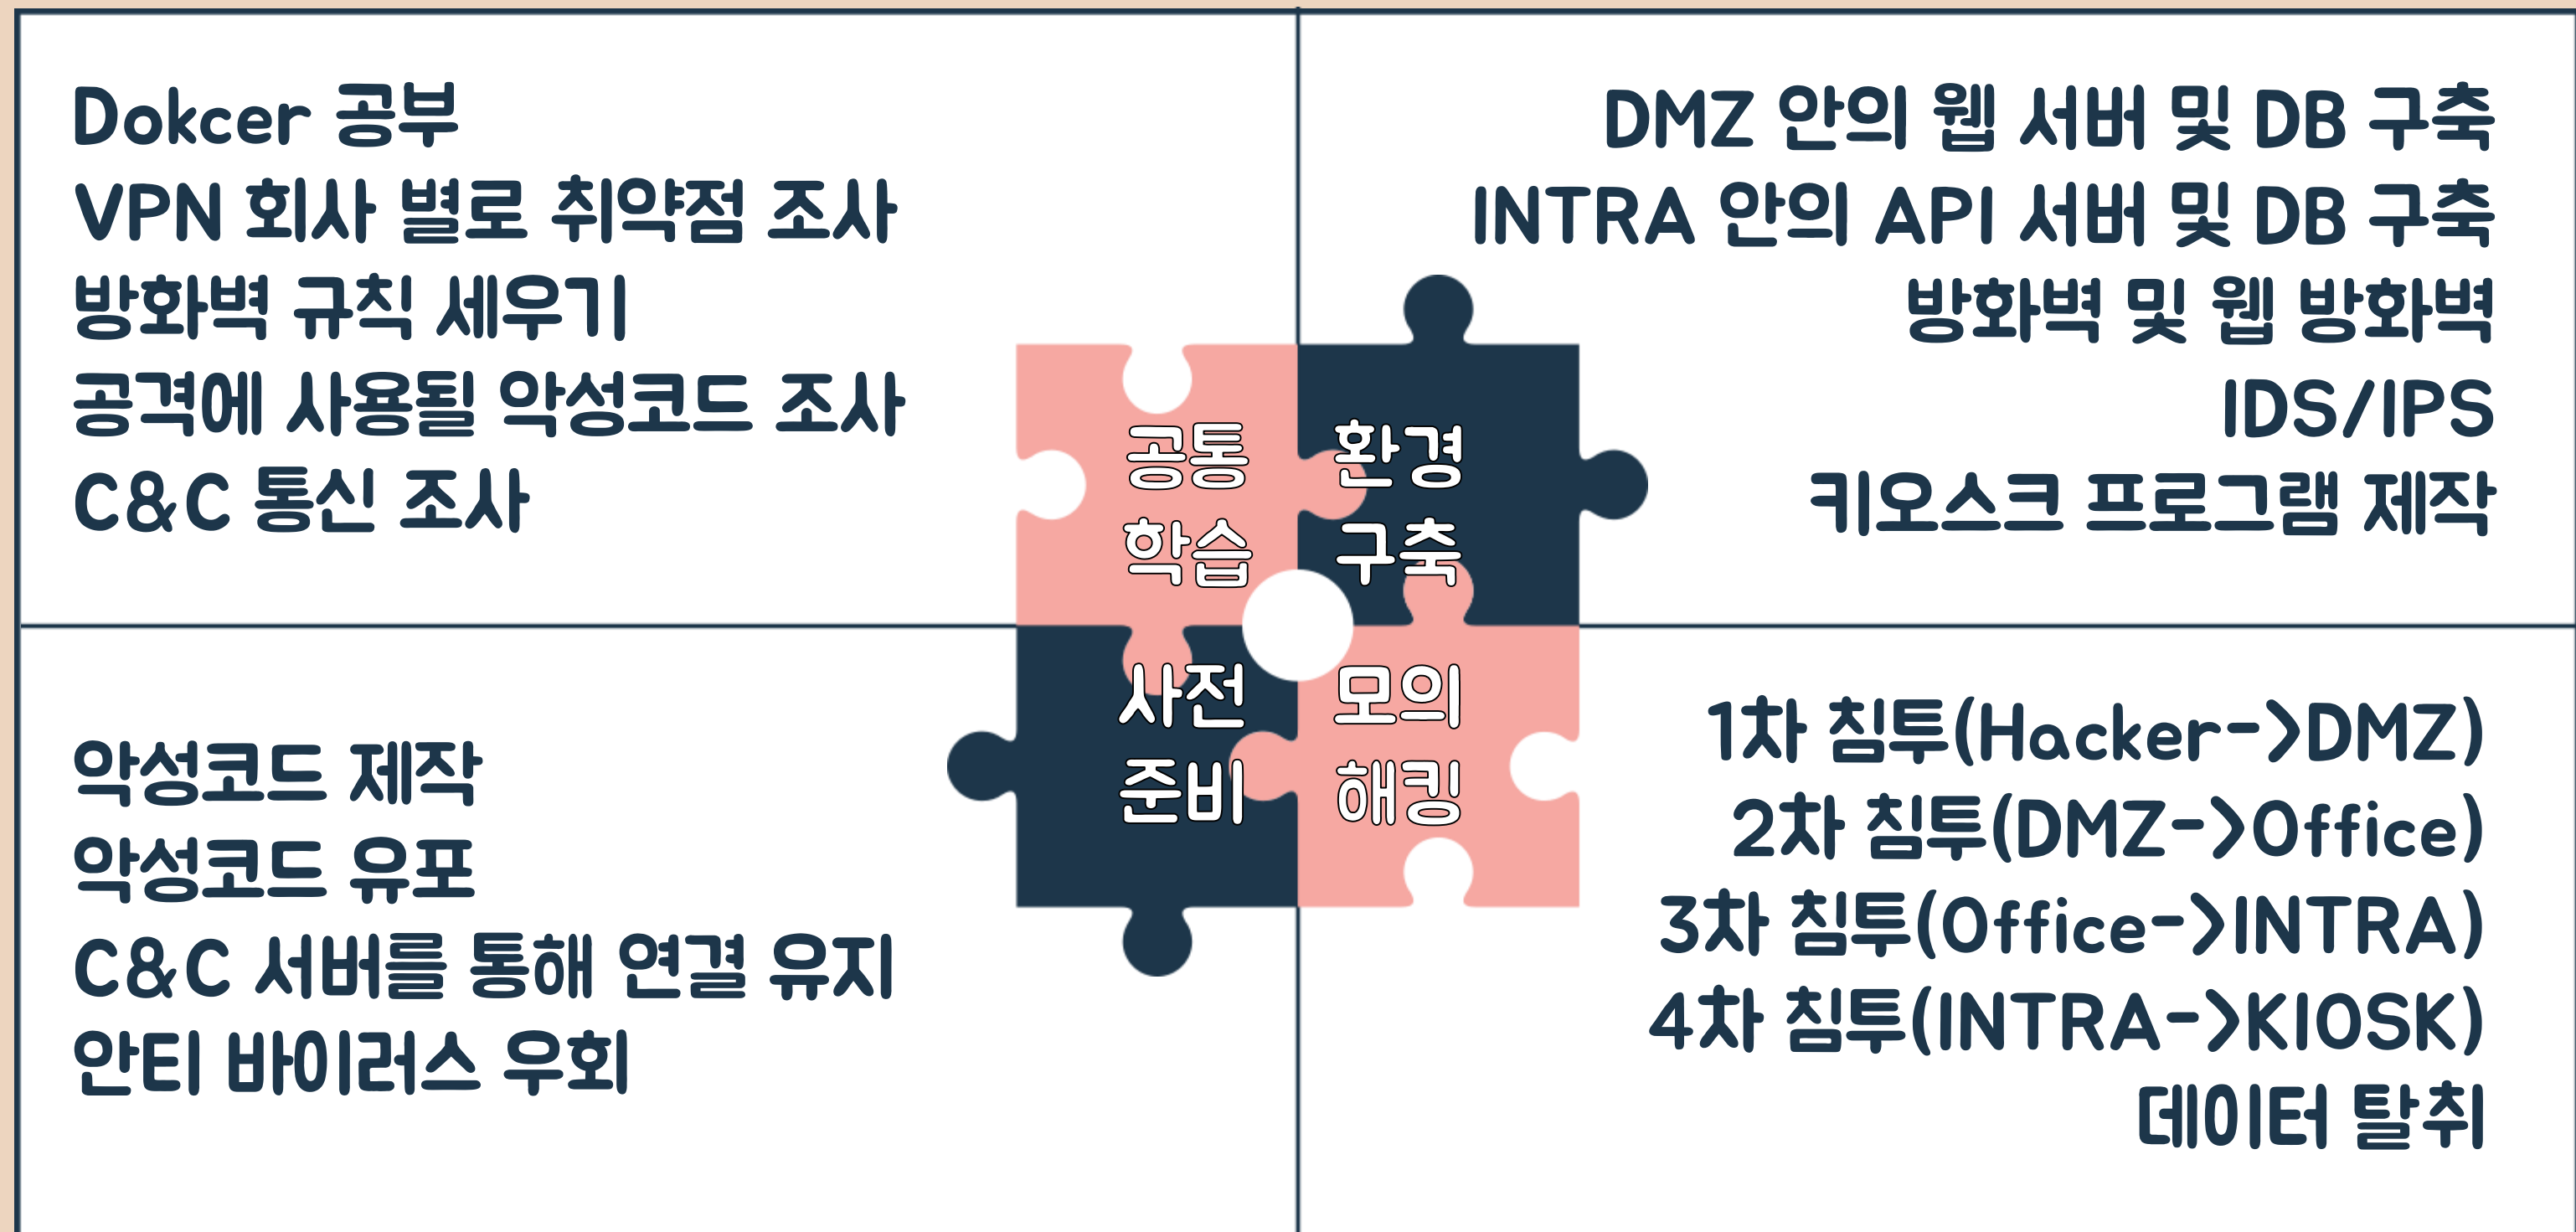 Dokcer 공부
VPN 회사 별로 취약점 조사
방화벽 규칙 세우기
공격에 사용될 악성코드 조사
C&C 통신 조사
DMZ 안의 웹 서버 및 DB 구축
INTRA 안의 API 서버 및 DB 구축
방화벽 및 웹 방화벽
IDS/IPS
키오스크 프로그램 제작
공통
학습
환경
구축
사전
준비
모의
해킹
악성코드 제작
악성코드 유포
C&C 서버를 통해 연결 유지
안티 바이러스 우회
1차 침투(Hacker->DMZ)
2차 침투(DMZ->Office)
3차 침투(Office->INTRA)
4차 침투(INTRA->KIOSK)
데이터 탈취